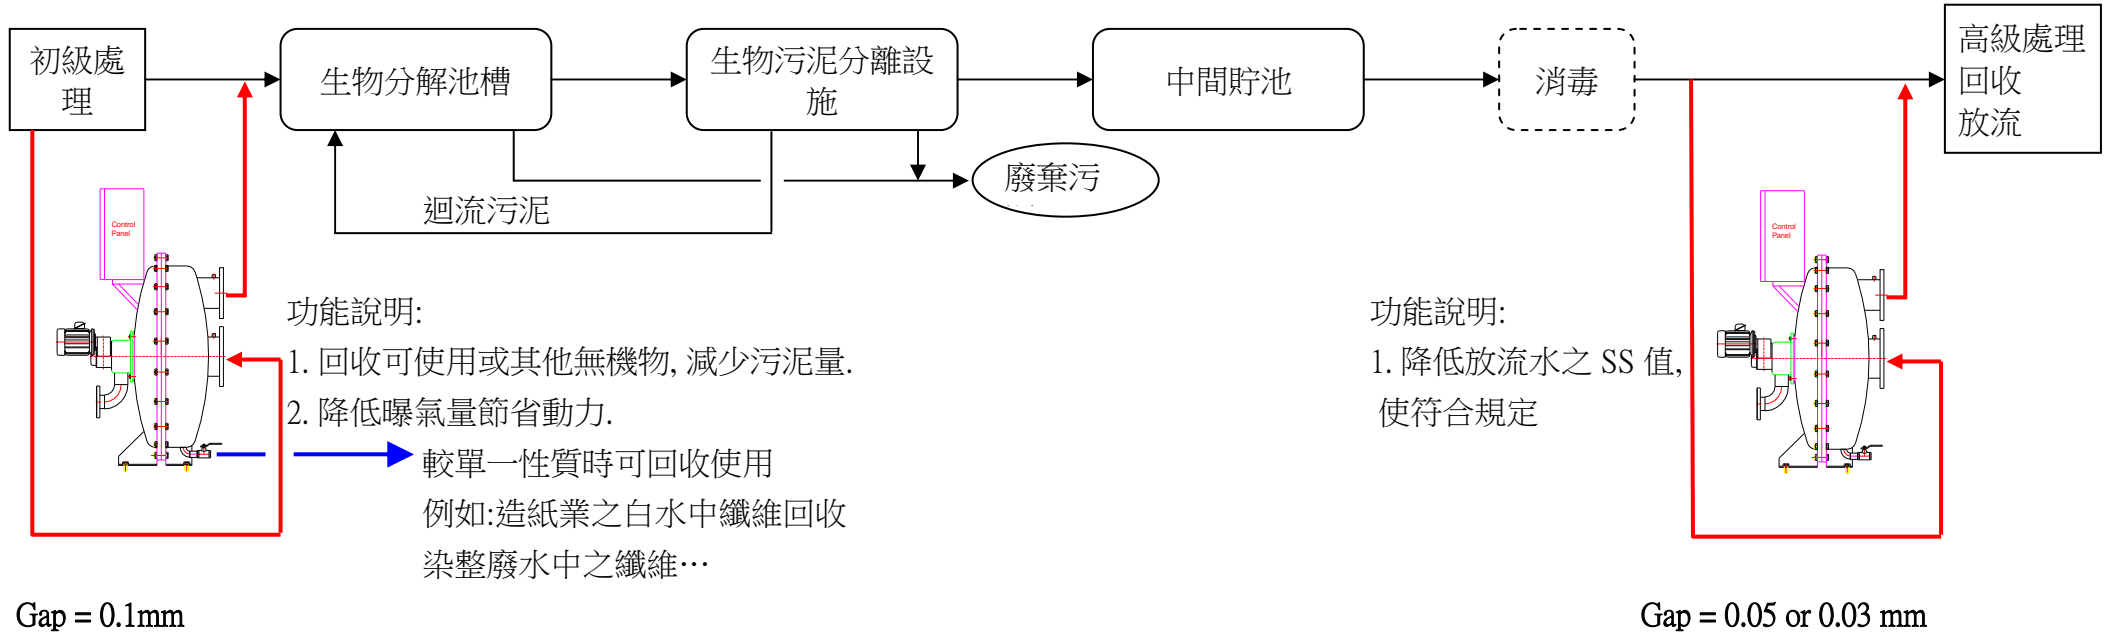 初級處
理
生物分解池槽
生物污泥分離設
施
中間貯池
消毒
高級處理
回收
放流
廢棄污
迴流污泥
Control
Panel
功能說明:
1. 回收可使用或其他無機物, 減少污泥量.
2. 降低曝氣量節省動力.
較單一性質時可回收使用
例如:造紙業之白水中纖維回收
染整廢水中之纖維…
Gap = 0.1mm
Control
Panel
功能說明:
1. 降低放流水之 SS 值,
使符合規定
Gap = 0.05 or 0.03 mm